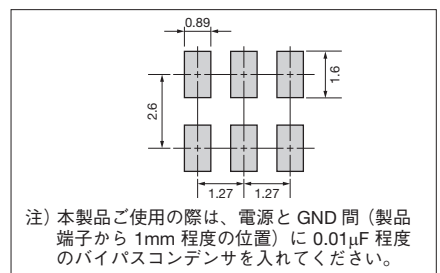 0.89
1.6
2.6
1.27 1.27
注) 本製品ご使用の際は、電源と GND 間（製品
端子から 1mm 程度の位置）に 0.01μF 程度
のバイパスコンデンサを入れてください。